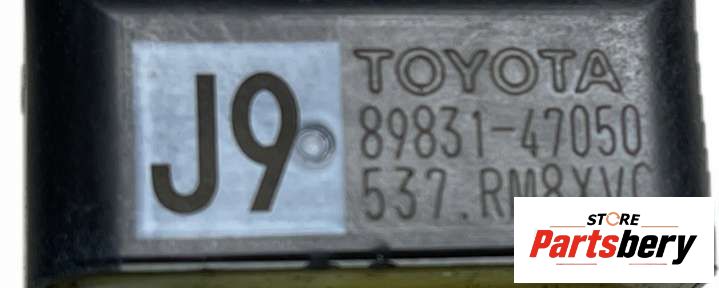 J9
TOYOTA
89831-47050
STORE
Partsbery